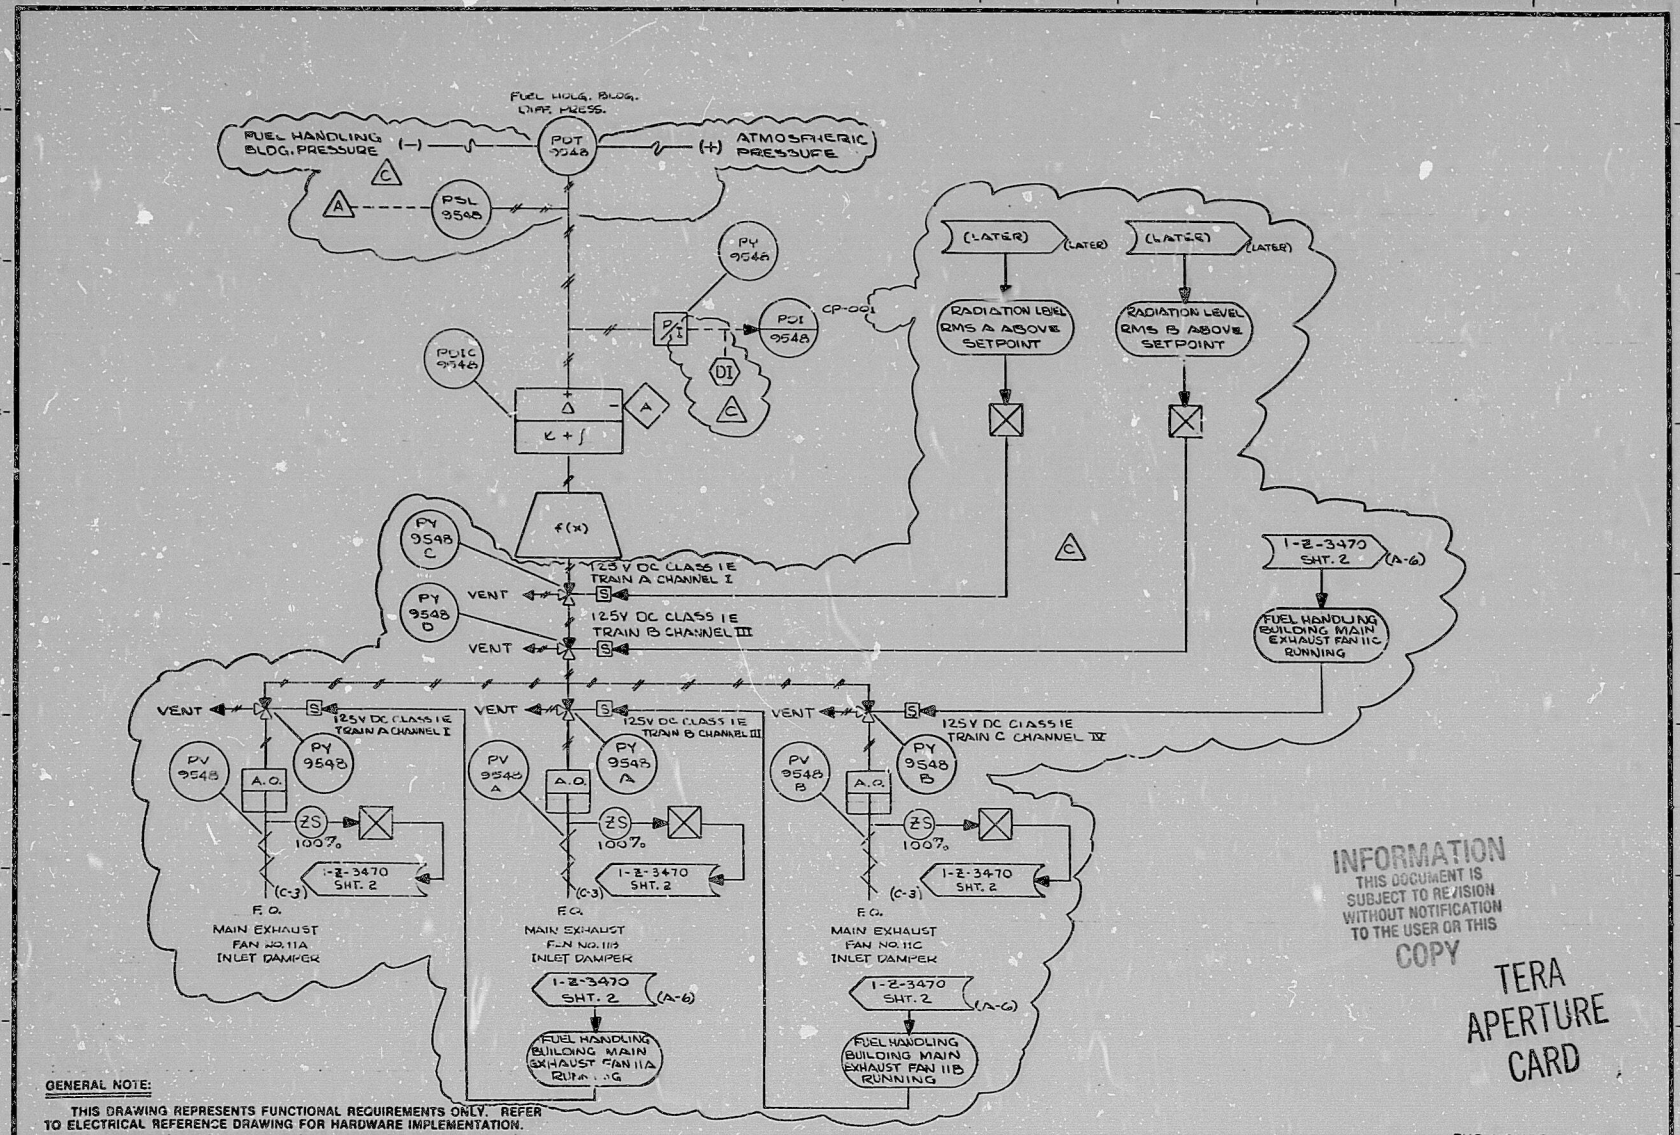 FUEL HDLG. BLDG.
DIFF. PRESS.
FUEL HANDLING
BLDG. PRESSURE
(-)
PDT
9548
(+)
ATMOSPHERIC
PRESSURE
C
A
PSL
9548
PY
9548
(LATER)
(LATER)
(LATER)
(LATER)
P/I
PDI
9548
CP-001
RADIATION LEVEL
RMS A ABOVE
SETPOINT
RADIATION LEVEL
RMS B ABOVE
SETPOINT
PDIC
9548
DI
C
+
Δ
-
A
K + ∫
f(x)
PY
9548
C
C
1-Z-3470
SHT. 2
(A-6)
125 V DC CLASS IE
TRAIN A CHANNEL I
VENT
S
PY
9548
D
125V DC CLASS IE
TRAIN B CHANNEL III
VENT
S
FUEL HANDLING
BUILDING MAIN
EXHAUST FAN 11C
RUNNING
VENT
S
125V DC CLASS IE
TRAIN A CHANNEL I
VENT
S
125V DC CLASS IE
TRAIN B CHANNEL III
VENT
S
125V DC CLASS IE
TRAIN C CHANNEL IV
PV
9548
A.O.
PY
9548
PV
9548
A
A.O.
PY
9548
A
PV
9548
B
A.O.
PY
9548
B
ZS
100%
ZS
100%
ZS
100%
(C-3)
1-Z-3470
SHT. 2
(C-3)
1-Z-3470
SHT. 2
(C-3)
1-Z-3470
SHT. 2
F.O.
MAIN EXHAUST
FAN NO. 11A
INLET DAMPER
F.O.
MAIN EXHAUST
FAN NO. 11B
INLET DAMPER
F.O.
MAIN EXHAUST
FAN NO. 11C
INLET DAMPER
1-Z-3470
SHT. 2
(A-6)
1-Z-3470
SHT. 2
(A-6)
FUEL HANDLING
BUILDING MAIN
EXHAUST FAN 11A
RUNNING
FUEL HANDLING
BUILDING MAIN
EXHAUST FAN 11B
RUNNING
INFORMATION
THIS DOCUMENT IS
SUBJECT TO REVISION
WITHOUT NOTIFICATION
TO THE USER OR THIS
COPY
TERA
APERTURE
CARD
GENERAL NOTE:
THIS DRAWING REPRESENTS FUNCTIONAL REQUIREMENTS ONLY. REFER
TO ELECTRICAL REFERENCE DRAWING FOR HARDWARE IMPLEMENTATION.